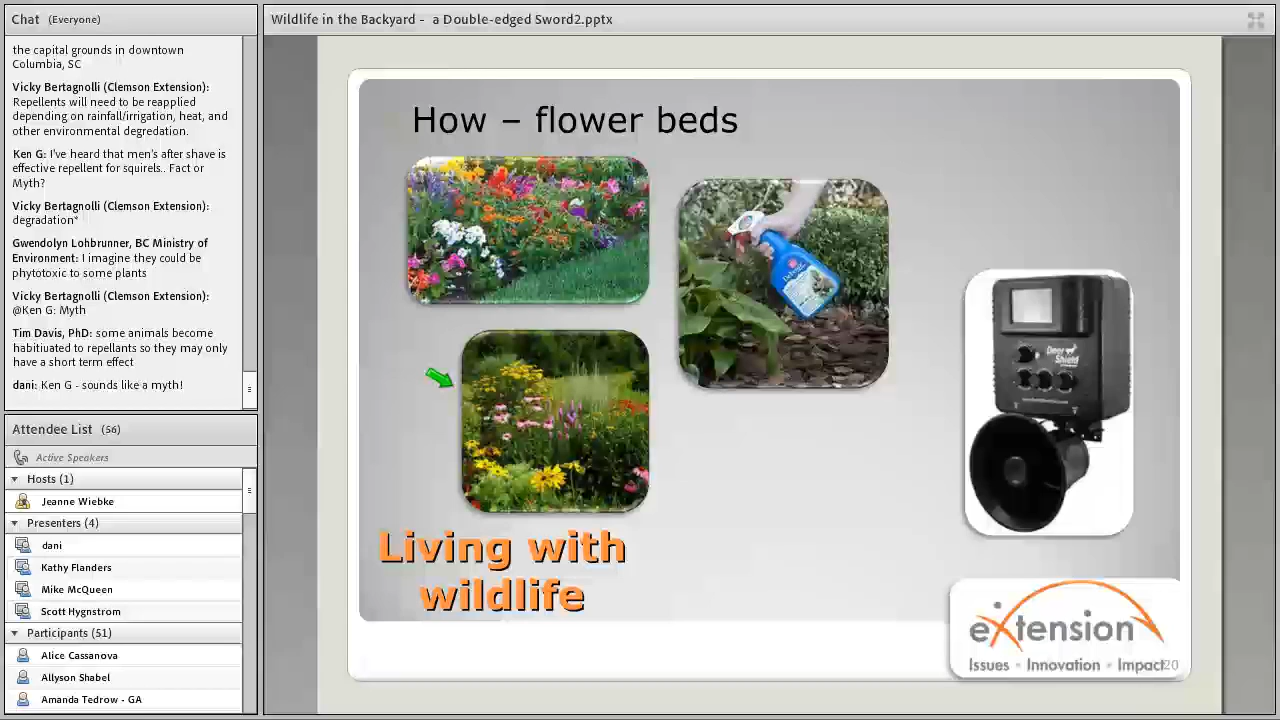 Chat (Everyone)
the capital grounds in downtown
Columbia, SC
Vicky Bertagnolli (Clemson Extension):
Repellents will need to be reapplied
depending on rainfall/irrigation, heat, and
other environmental degredation.
Ken G: I've heard that men's after shave is
effective repellent for squirels.. Fact or
Myth?
Vicky Bertagnolli (Clemson Extension):
degradation*
Gwendolyn Lohbrunner, BC Ministry of
Environment: I imagine they could be
phytotoxic to some plants
Vicky Bertagnolli (Clemson Extension):
@Ken G: Myth
Tim Davis, PhD: some animals become
habitiuated to repellants so they may only
have a short term effect
dani: Ken G - sounds like a myth!
Attendee List (56)
Active Speakers
Hosts (1)
Jeanne Wiebke
Presenters (4)
dani
Kathy Flanders
Mike McQueen
Scott Hygnstrom
Participants (51)
Alice Cassanova
Allyson Shabel
Amanda Tedrow - GA
Wildlife in the Backyard - a Double-edged Sword2.pptx
How – flower beds
Deer
Shield
Living with
wildlife
eXtension
Issues • Innovation • Impact
20